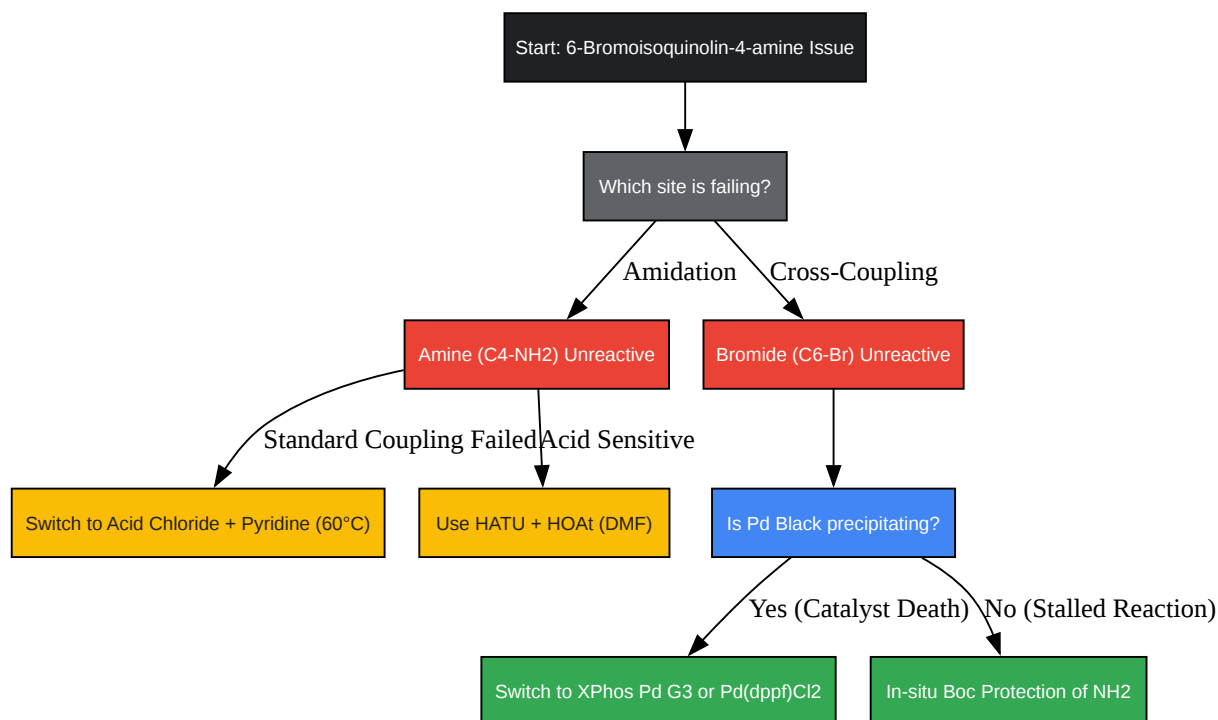 Start: 6-Bromoisoquinolin-4-amine Issue
Which site is failing?
Amidation
Cross-Coupling
Amine (C4-NH2) Unreactive
Bromide (C6-Br) Unreactive
Standard Coupling Failed
Acid Sensitive
Switch to Acid Chloride + Pyridine (60°C)
Use HATU + HOAt (DMF)
Is Pd Black precipitating?
Yes (Catalyst Death)
No (Stalled Reaction)
Switch to XPhos Pd G3 or Pd(dppf)Cl2
In-situ Boc Protection of NH2